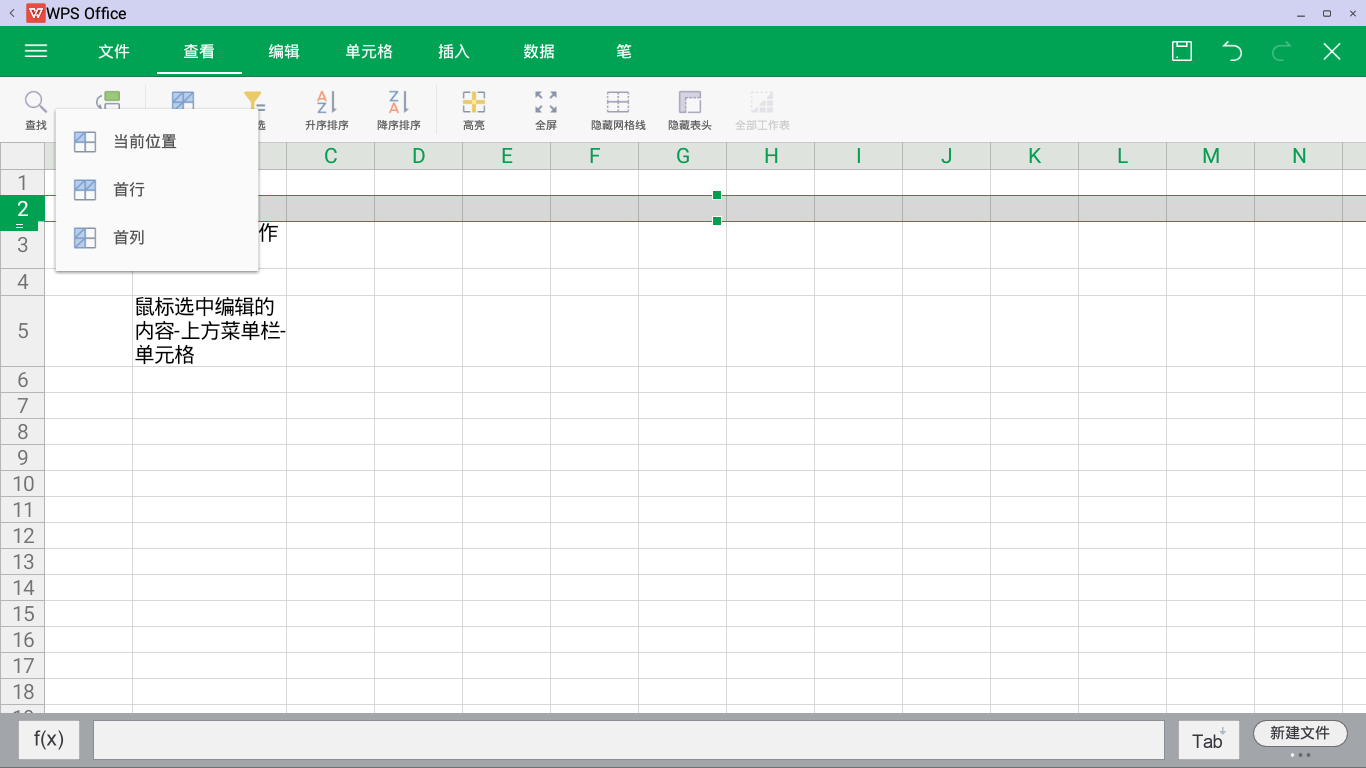 WPS Office
文件 查看 编辑 单元格 插入 数据 笔
查找 选 升序排序 降序排序 高亮 全屏 隐藏网格线 隐藏表头 全部工作表
当前位置
首行
首列
C D E F G H I J K L M N
1
2
3 作
4
5 鼠标选中编辑的
内容-上方菜单栏-
单元格
6
7
8
9
10
11
12
13
14
15
16
17
18
f(x) Tab 新建文件